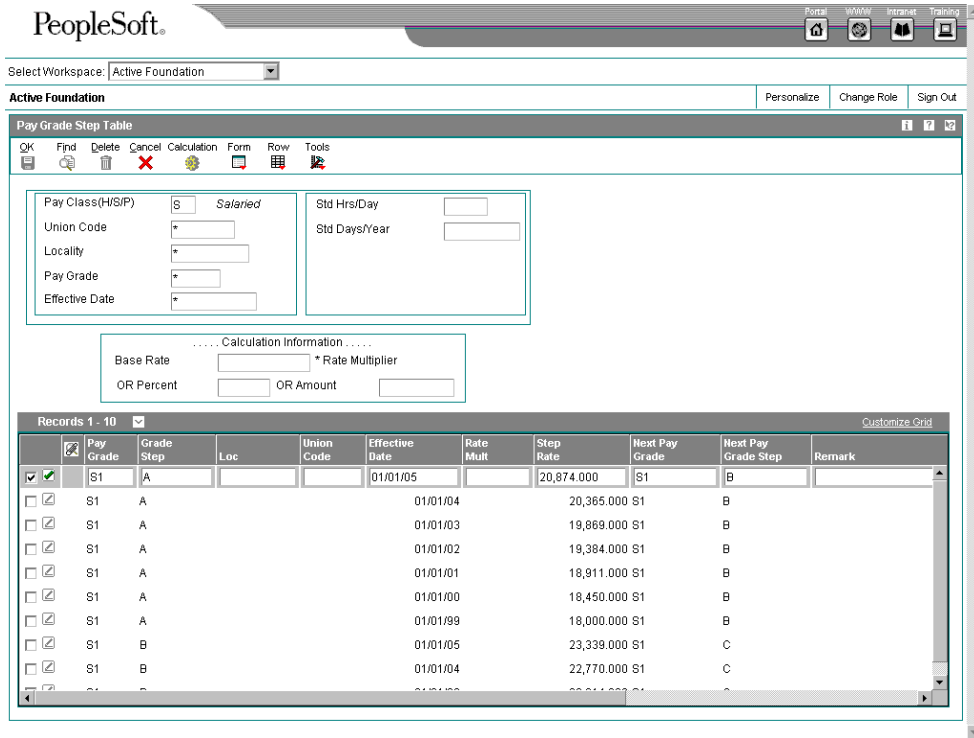 PeopleSoft.
Portal WWW Intranet Training
Select Workspace: Active Foundation
Active Foundation Personalize Change Role Sign Out
Pay Grade Step Table
OK Find Delete Cancel Calculation Form Row Tools
Pay Class(H/S/P) S Salaried
Union Code *
Locality *
Pay Grade *
Effective Date *
Std Hrs/Day
Std Days/Year
. . . . . Calculation Information . . . . .
Base Rate * Rate Multiplier
OR Percent OR Amount
Records 1 - 10 Customize Grid
Pay Grade Grade Step Loc Union Code Effective Date Rate Mult Step Rate Next Pay Grade Next Pay Grade Step Remark
S1 A 01/01/05 20,874.000 S1 B
S1 A 01/01/04 20,365.000 S1 B
S1 A 01/01/03 19,869.000 S1 B
S1 A 01/01/02 19,384.000 S1 B
S1 A 01/01/01 18,911.000 S1 B
S1 A 01/01/00 18,450.000 S1 B
S1 A 01/01/99 18,000.000 S1 B
S1 B 01/01/05 23,339.000 S1 C
S1 B 01/01/04 22,770.000 S1 C